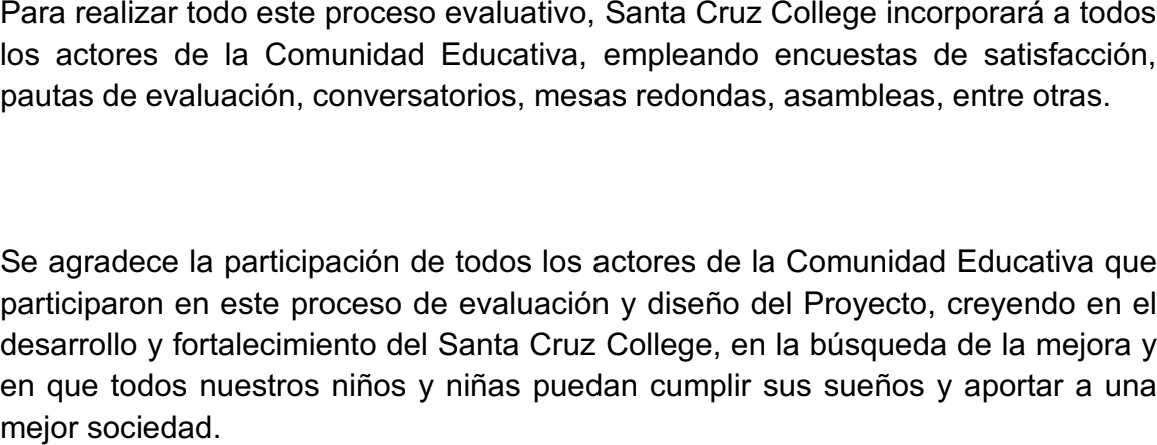 Para realizar todo este proceso evaluativo, Santa Cruz College incorporará a todos
los actores de la Comunidad Educativa, empleando encuestas de satisfacción,
pautas de evaluación, conversatorios, mesas redondas, asambleas, entre otras.
Se agradece la participación de todos los actores de la Comunidad Educativa que
participaron en este proceso de evaluación y diseño del Proyecto, creyendo en el
desarrollo y fortalecimiento del Santa Cruz College, en la búsqueda de la mejora y
en que todos nuestros niños y niñas puedan cumplir sus sueños y aportar a una
mejor sociedad.